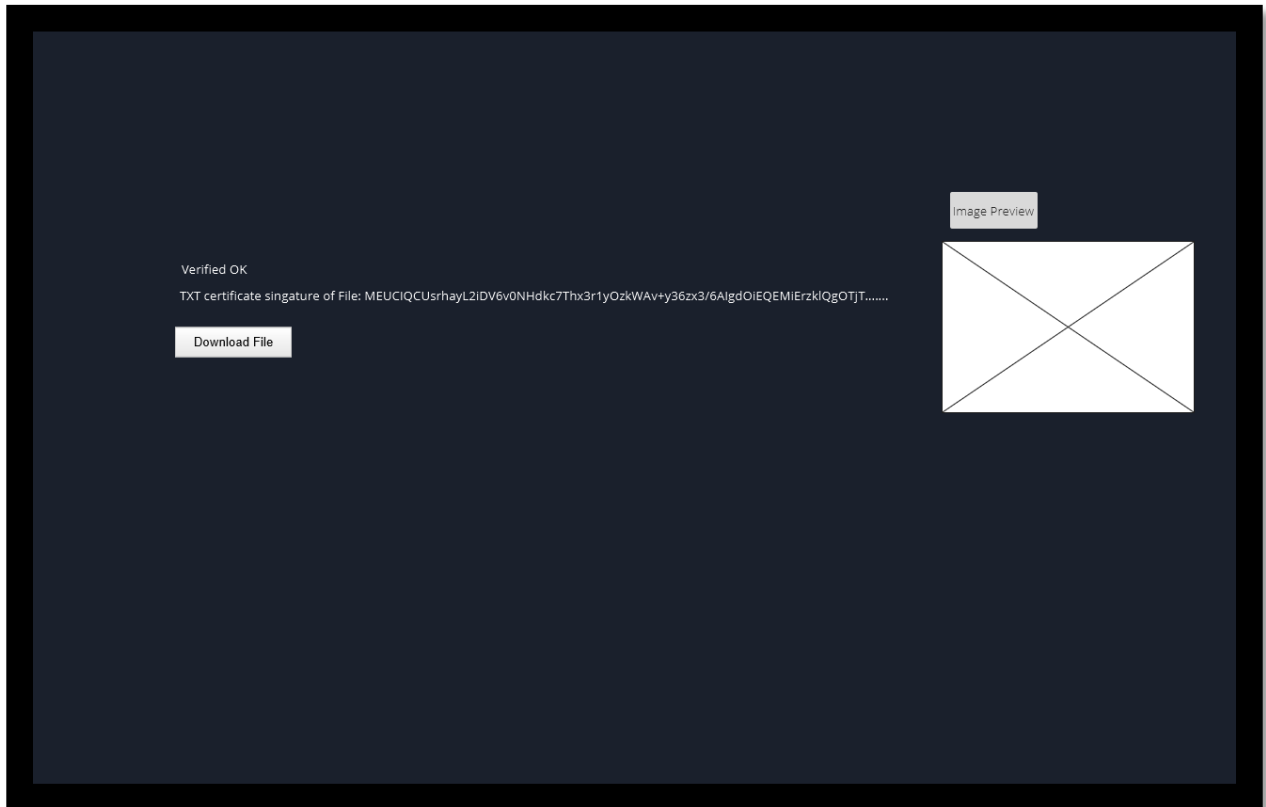 Image Preview
Verified OK
TXT certificate singature of File: MEUCIQCUsrhayL2iDV6v0NHdkc7Thx3r1yOzkWAv+y36zx3/6AIgdOiEQEMiErzklQgOTjT.......
Download File